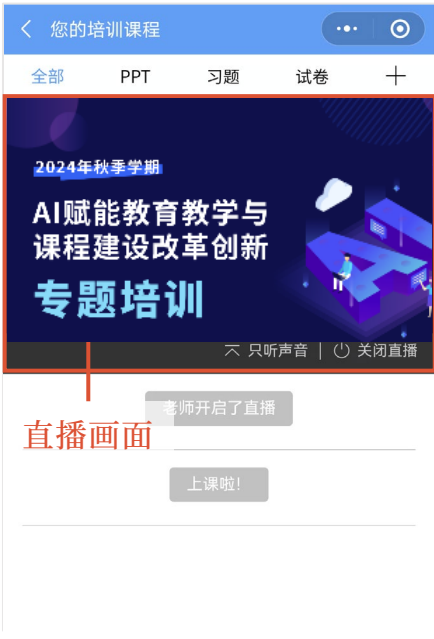 您的培训课程
全部 PPT 习题 试卷
2024年秋季学期
AI赋能教育教学与
课程建设改革创新
专题培训
只听声音 | 关闭直播
老师开启了直播
直播画面
上课啦!